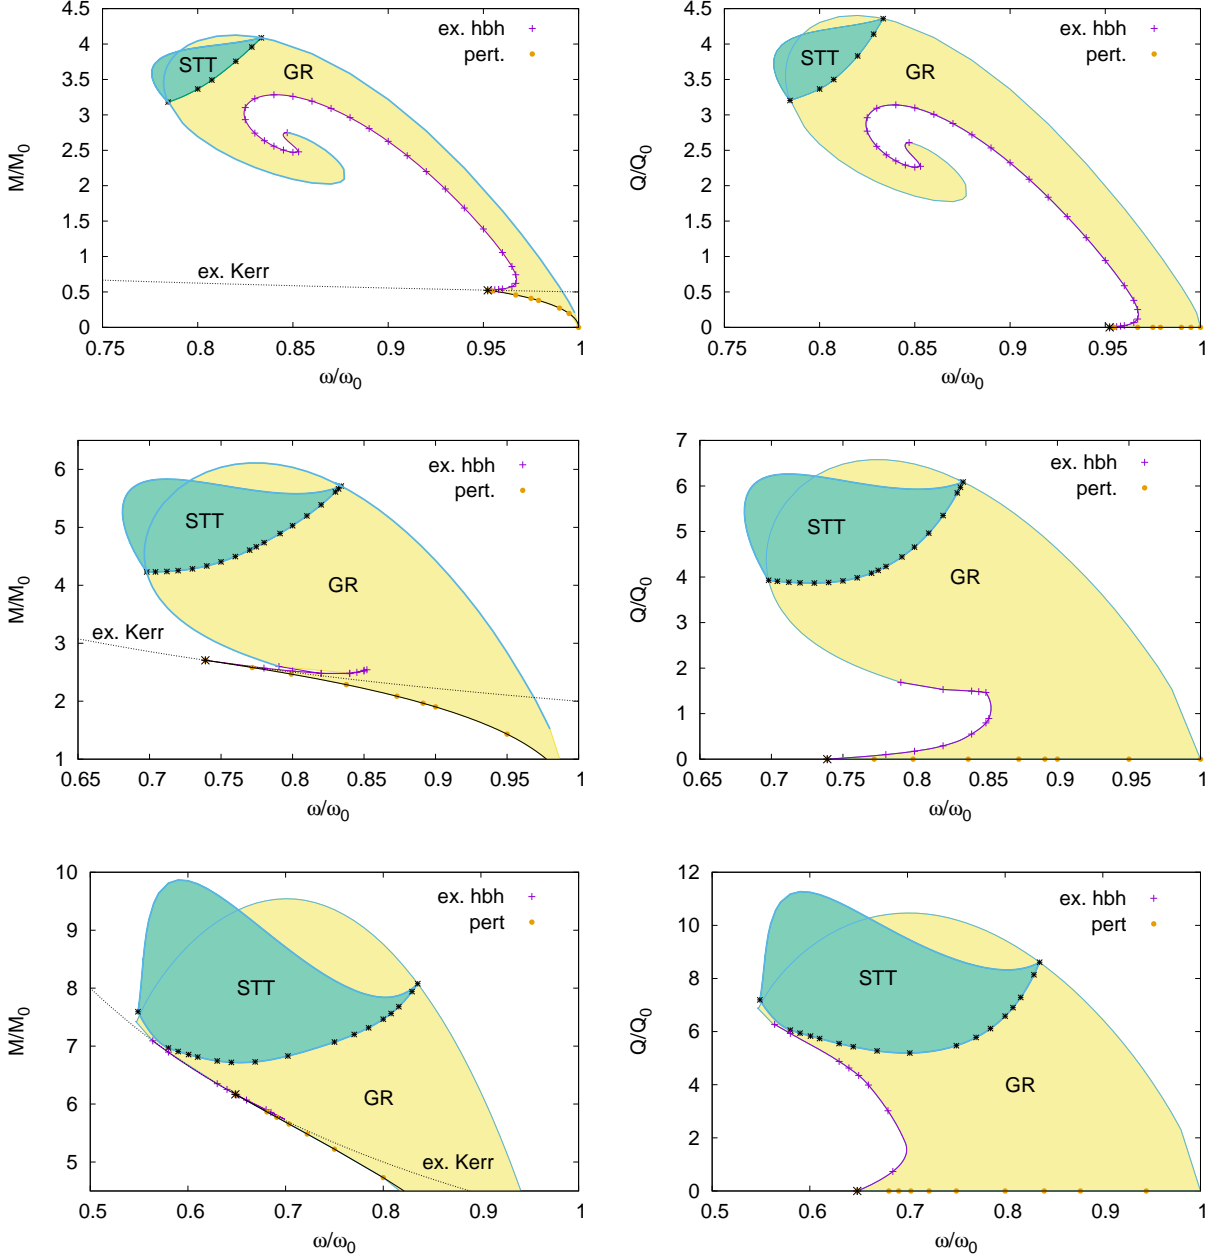 4.5
4
3.5
3
2.5
2
1.5
1
0.5
0
M/M₀
STT
GR
ex. hbh
pert.
ex. Kerr
0.75 0.8 0.85 0.9 0.95 1
ω/ω₀
4.5
4
3.5
3
2.5
2
1.5
1
0.5
0
Q/Q₀
STT
GR
ex. hbh
pert.
0.75 0.8 0.85 0.9 0.95 1
ω/ω₀
6
5
4
3
2
1
M/M₀
ex. hbh
pert.
STT
GR
ex. Kerr
0.65 0.7 0.75 0.8 0.85 0.9 0.95 1
ω/ω₀
7
6
5
4
3
2
1
0
Q/Q₀
ex. hbh
pert.
STT
GR
0.65 0.7 0.75 0.8 0.85 0.9 0.95 1
ω/ω₀
10
9
8
7
6
5
M/M₀
ex. hbh
pert
STT
GR
ex. Kerr
0.5 0.6 0.7 0.8 0.9 1
ω/ω₀
12
10
8
6
4
2
0
Q/Q₀
ex. hbh
pert
STT
GR
0.5 0.6 0.7 0.8 0.9 1
ω/ω₀